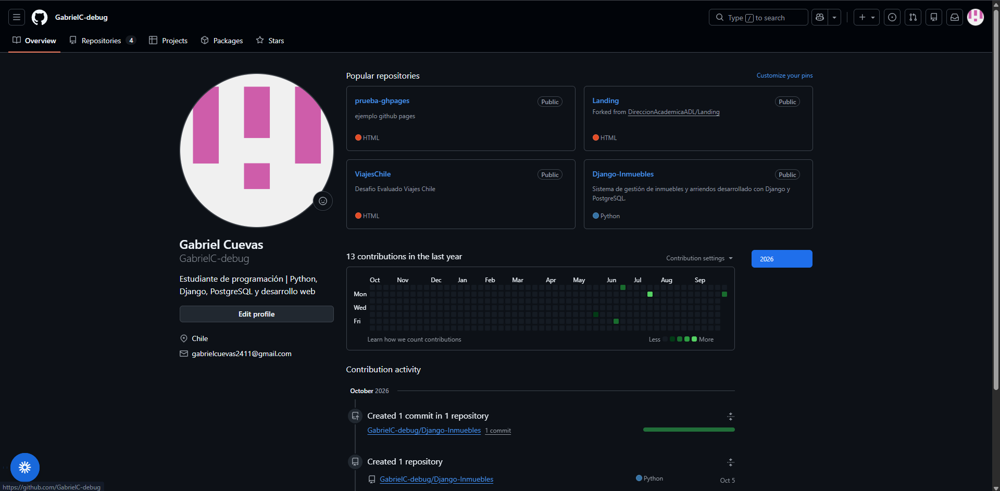 GabrielC-debug
Type / to search
Overview
Repositories 4
Projects
Packages
Stars
Popular repositories
Customize your pins
prueba-ghpages
Public
ejemplo github pages
HTML
Landing
Public
Forked from DireccionAcademicaADL/Landing
HTML
ViajesChile
Public
Desafio Evaluado Viajes Chile
HTML
Django-Inmuebles
Public
Sistema de gestión de inmuebles y arriendos desarrollado con Django y
PostgreSQL.
Python
Gabriel Cuevas
GabrielC-debug
Estudiante de programación | Python,
Django, PostgreSQL y desarrollo web
Edit profile
Chile
gabrielcuevas2411@gmail.com
13 contributions in the last year
Contribution settings
2026
Oct Nov Dec Jan Feb Mar Apr May Jun Jul Aug Sep
Mon
Wed
Fri
Learn how we count contributions
Less More
Contribution activity
October 2026
Created 1 commit in 1 repository
GabrielC-debug/Django-Inmuebles 1 commit
Created 1 repository
GabrielC-debug/Django-Inmuebles
Python
Oct 5
https://github.com/GabrielC-debug